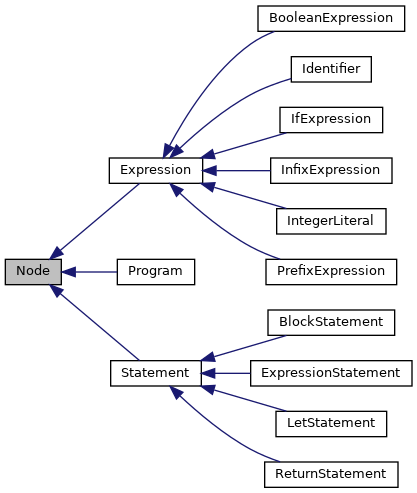 BooleanExpression
Identifier
IfExpression
Expression
InfixExpression
IntegerLiteral
Node
Program
PrefixExpression
BlockStatement
Statement
ExpressionStatement
LetStatement
ReturnStatement